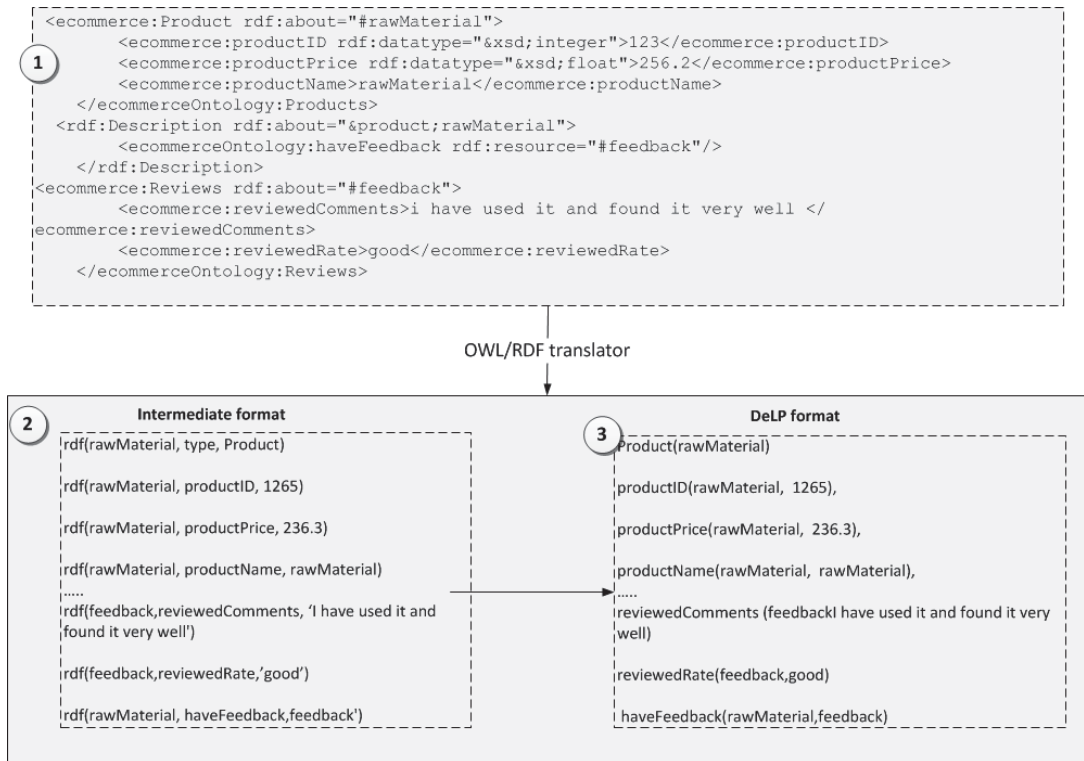 <ecommerce:Product rdf:about="#rawMaterial">
<ecommerce:productID rdf:datatype="&xsd;integer">123</ecommerce:productID>
1
<ecommerce:productPrice rdf:datatype="&xsd;float">256.2</ecommerce:productPrice>
<ecommerce:productName>rawMaterial</ecommerce:productName>
</ecommerceOntology:Products>
<rdf:Description rdf:about="&product;rawMaterial">
<ecommerceOntology:haveFeedback rdf:resource="#feedback"/>
</rdf:Description>
<ecommerce:Reviews rdf:about="#feedback">
<ecommerce:reviewedComments>i have used it and found it very well </
ecommerce:reviewedComments>
<ecommerce:reviewedRate>good</ecommerce:reviewedRate>
</ecommerceOntology:Reviews>
OWL/RDF translator
2
Intermediate format
rdf(rawMaterial, type, Product)
rdf(rawMaterial, productID, 1265)
rdf(rawMaterial, productPrice, 236.3)
rdf(rawMaterial, productName, rawMaterial)
.....
rdf(feedback,reviewedComments, ‘I have used it and
found it very well')
rdf(feedback,reviewedRate,’good’)
rdf(rawMaterial, haveFeedback,feedback')
3
DeLP format
Product(rawMaterial)
productID(rawMaterial, 1265),
productPrice(rawMaterial, 236.3),
productName(rawMaterial, rawMaterial),
.....
reviewedComments (feedbackI have used it and found it very
well)
reviewedRate(feedback,good)
haveFeedback(rawMaterial,feedback)